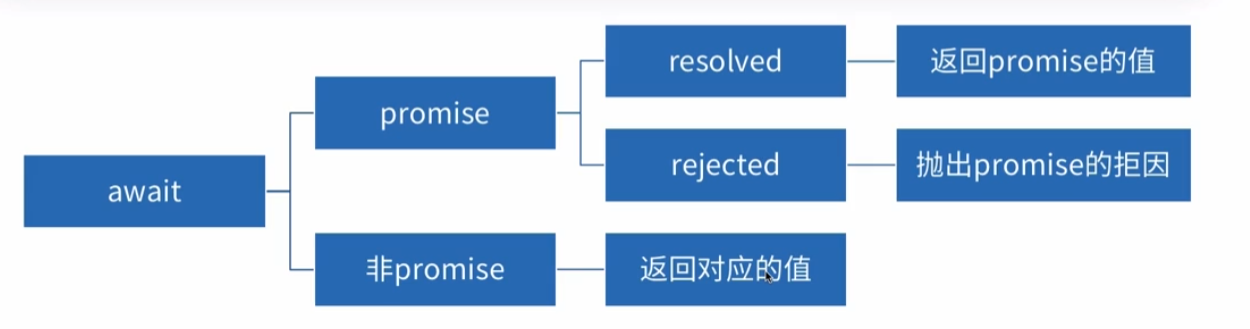 await
promise
resolved
返回promise的值
rejected
抛出promise的拒因
非promise
返回对应的值